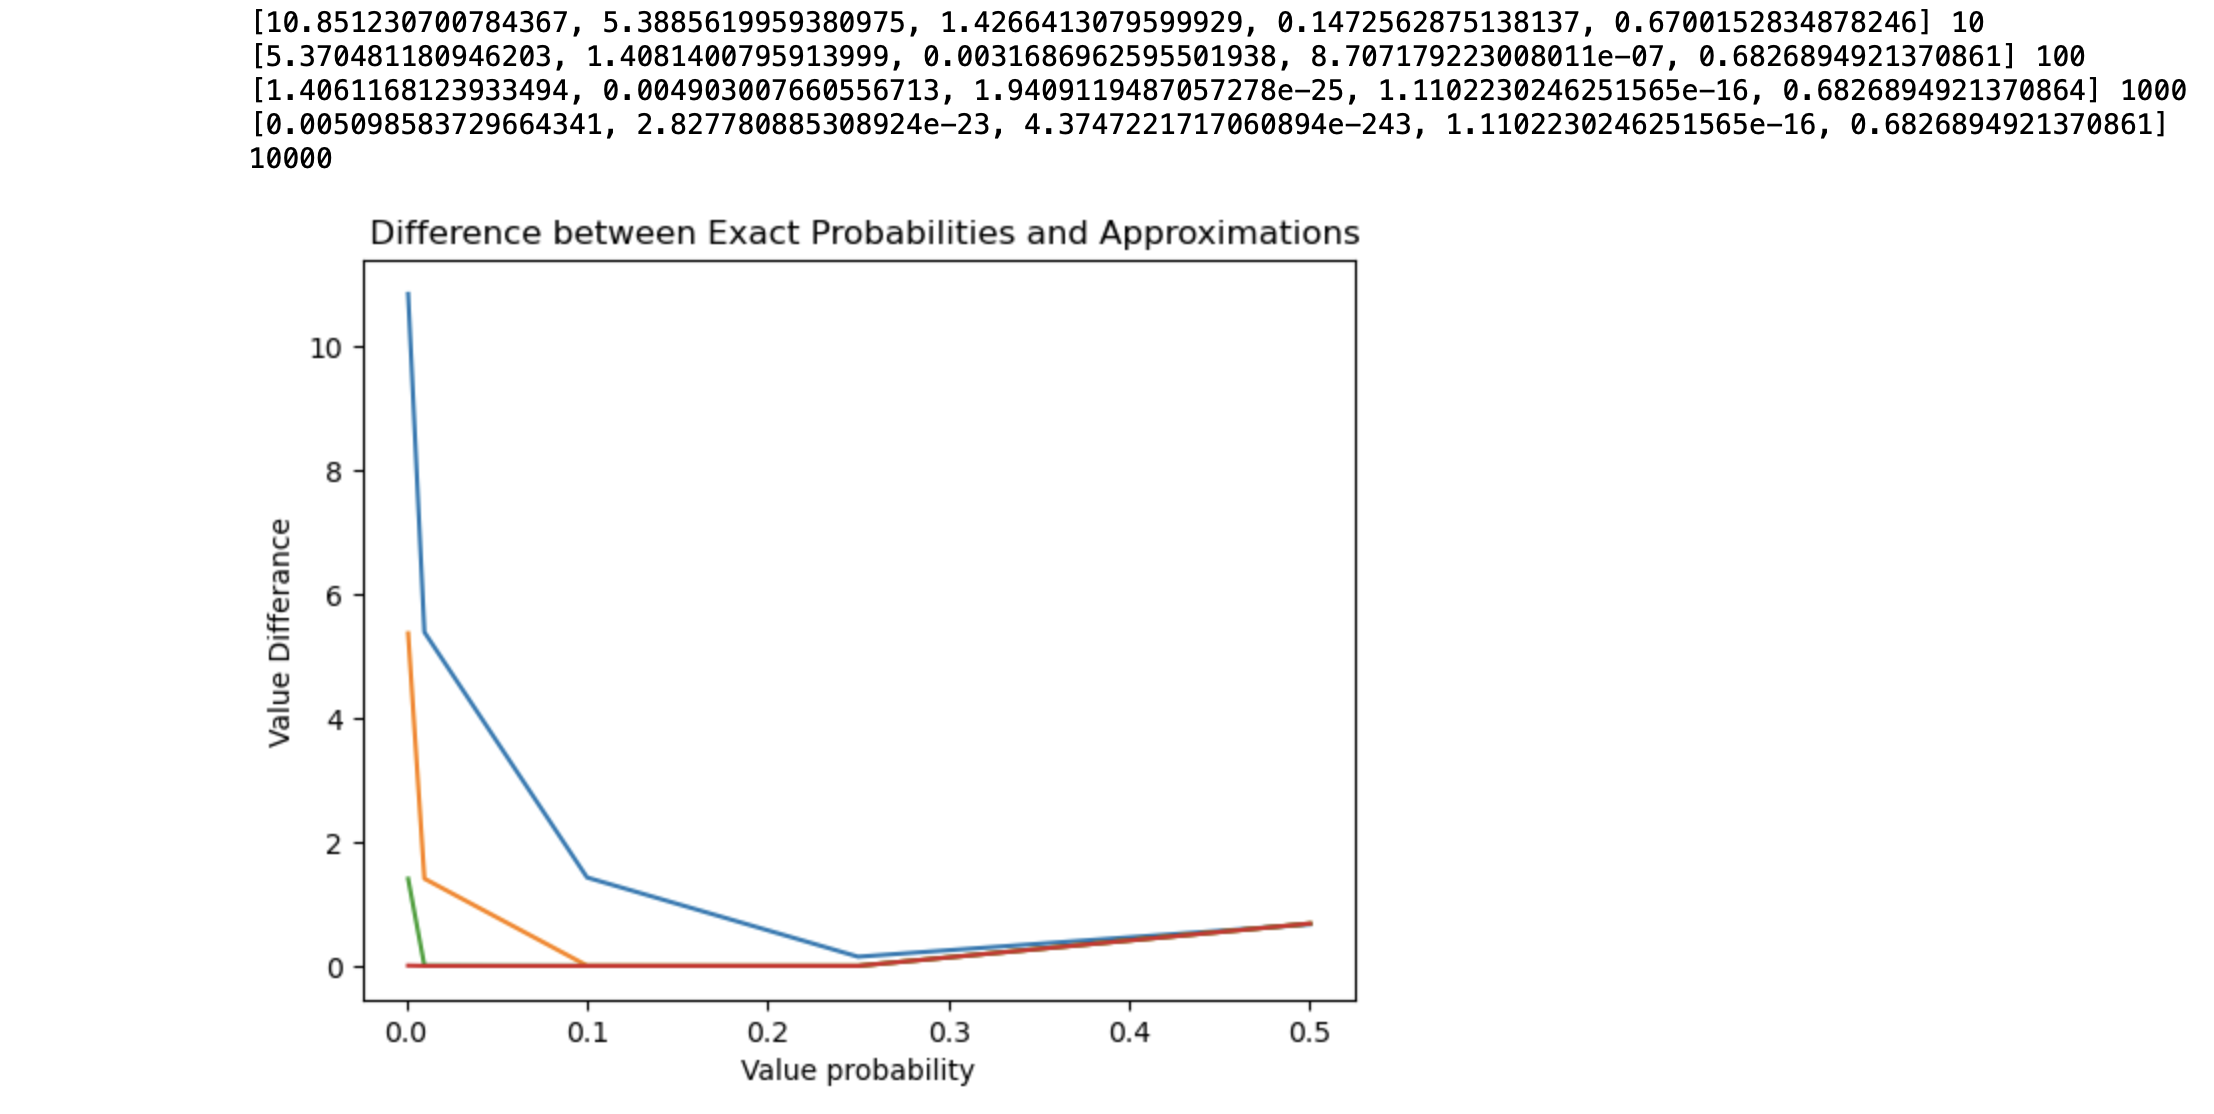 [10.851230700784367, 5.3885619959380975, 1.4266413079599929, 0.1472562875138137, 0.6700152834878246] 10
[5.370481180946203, 1.4081400795913999, 0.0031686962595501938, 8.707179223008011e-07, 0.6826894921370861] 100
[1.4061168123933494, 0.004903007660556713, 1.9409119487057278e-25, 1.1102230246251565e-16, 0.6826894921370864] 1000
[0.005098583729664341, 2.827780885308924e-23, 4.3747221717060894e-243, 1.1102230246251565e-16, 0.6826894921370861]
10000
Difference between Exact Probabilities and Approximations
10
8
6
4
2
0
Value Differance
0.0 0.1 0.2 0.3 0.4 0.5
Value probability